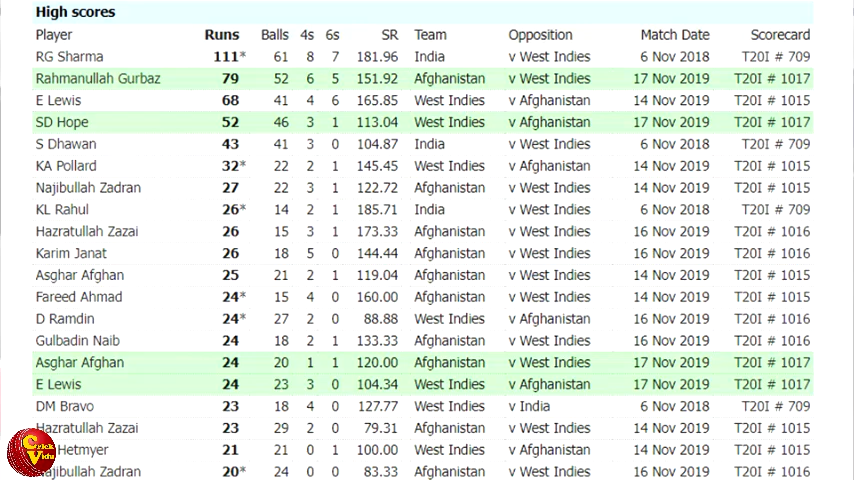 High scores
Player Runs Balls 4s 6s SR Team Opposition Match Date Scorecard
RG Sharma 111* 61 8 7 181.96 India v West Indies 6 Nov 2018 T20I # 709
Rahmanullah Gurbaz 79 52 6 5 151.92 Afghanistan v West Indies 17 Nov 2019 T20I # 1017
E Lewis 68 41 4 6 165.85 West Indies v Afghanistan 14 Nov 2019 T20I # 1015
SD Hope 52 46 3 1 113.04 West Indies v Afghanistan 17 Nov 2019 T20I # 1017
S Dhawan 43 41 3 0 104.87 India v West Indies 6 Nov 2018 T20I # 709
KA Pollard 32* 22 2 1 145.45 West Indies v Afghanistan 14 Nov 2019 T20I # 1015
Najibullah Zadran 27 22 3 1 122.72 Afghanistan v West Indies 14 Nov 2019 T20I # 1015
KL Rahul 26* 14 2 1 185.71 India v West Indies 6 Nov 2018 T20I # 709
Hazratullah Zazai 26 15 3 1 173.33 Afghanistan v West Indies 16 Nov 2019 T20I # 1016
Karim Janat 26 18 5 0 144.44 Afghanistan v West Indies 16 Nov 2019 T20I # 1016
Asghar Afghan 25 21 2 1 119.04 Afghanistan v West Indies 14 Nov 2019 T20I # 1015
Fareed Ahmad 24* 15 4 0 160.00 Afghanistan v West Indies 14 Nov 2019 T20I # 1015
D Ramdin 24* 27 2 0 88.88 West Indies v Afghanistan 16 Nov 2019 T20I # 1016
Gulbadin Naib 24 18 2 1 133.33 Afghanistan v West Indies 16 Nov 2019 T20I # 1016
Asghar Afghan 24 20 1 1 120.00 Afghanistan v West Indies 17 Nov 2019 T20I # 1017
E Lewis 24 23 3 0 104.34 West Indies v Afghanistan 17 Nov 2019 T20I # 1017
DM Bravo 23 18 4 0 127.77 West Indies v India 6 Nov 2018 T20I # 709
Hazratullah Zazai 23 29 2 0 79.31 Afghanistan v West Indies 14 Nov 2019 T20I # 1015
Hetmyer 21 21 0 1 100.00 West Indies v Afghanistan 14 Nov 2019 T20I # 1015
Najibullah Zadran 20* 24 0 0 83.33 Afghanistan v West Indies 16 Nov 2019 T20I # 1016
Crick
Vidu